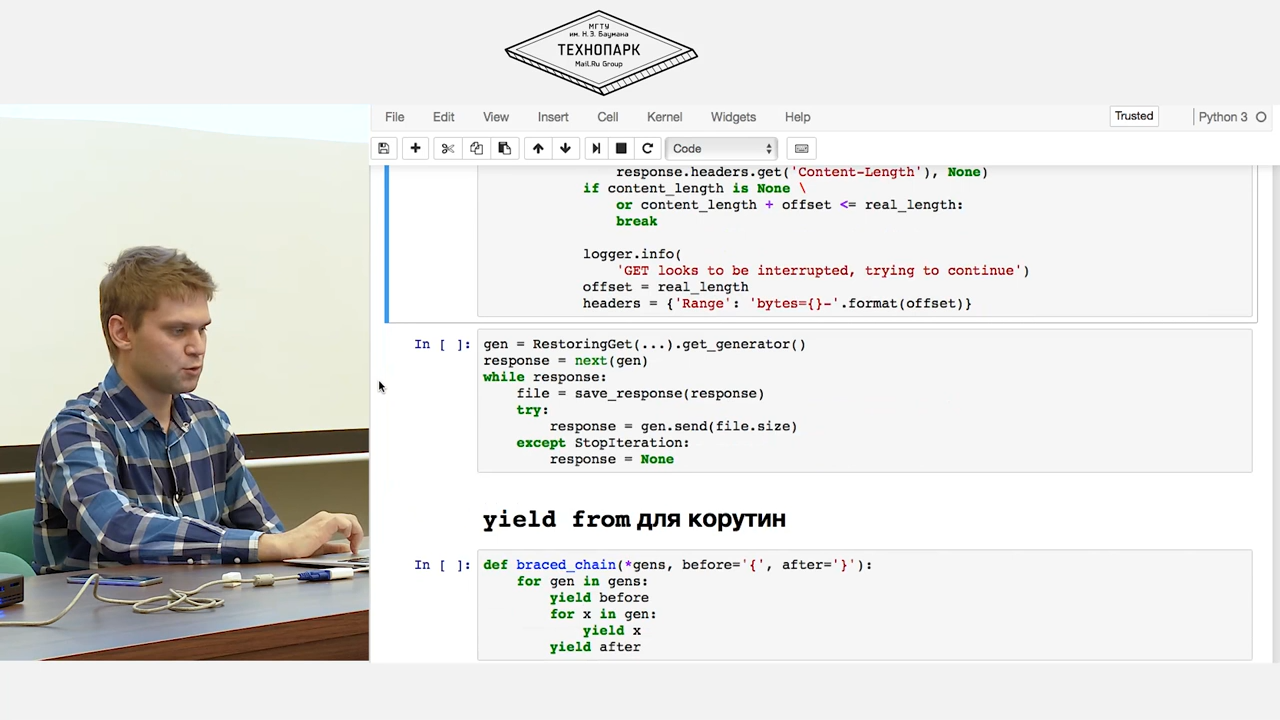 МГТУ
им. Н.Э. Баумана
ТЕХНОПАРК
Mail.Ru Group
File Edit View Insert Cell Kernel Widgets Help Trusted Python 3
Code
response.headers.get('Content-Length'), None)
if content_length is None \
or content_length + offset <= real_length:
break
logger.info(
'GET looks to be interrupted, trying to continue')
offset = real_length
headers = {'Range': 'bytes={}-'.format(offset)}
In [ ]: gen = RestoringGet(...).get_generator()
response = next(gen)
while response:
file = save_response(response)
try:
response = gen.send(file.size)
except StopIteration:
response = None
yield from для корутин
In [ ]: def braced_chain(*gens, before='{', after='}'):
for gen in gens:
yield before
for x in gen:
yield x
yield after